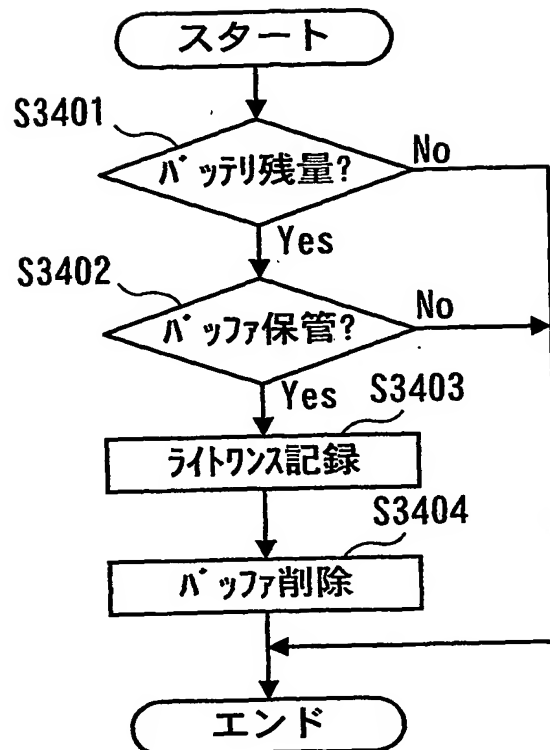 スタート
S3401
バッテリ残量?
No
Yes
S3402
バッファ保管?
No
Yes
S3403
ライトワンス記録
S3404
バッファ削除
エンド